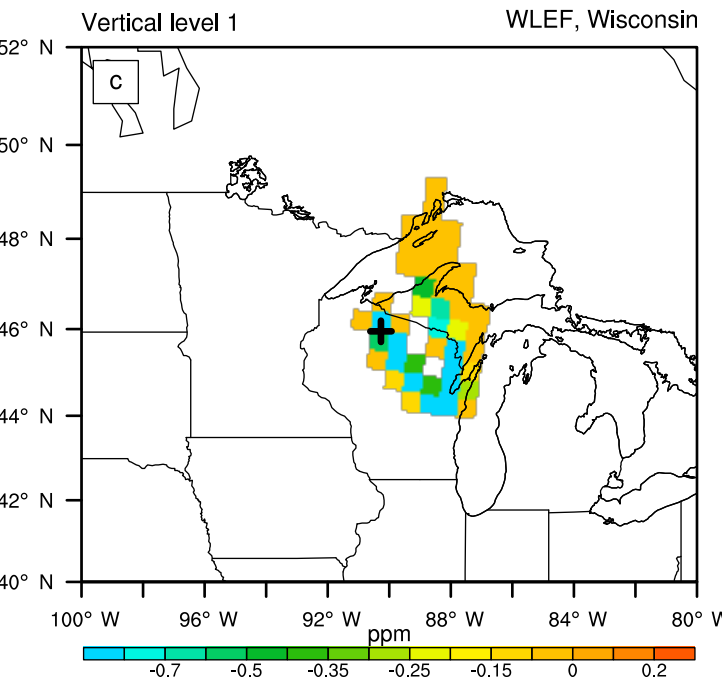 Vertical level 1 WLEF, Wisconsin
C
52° N
50° N
48° N
46° N
44° N
42° N
40° N
100° W 96° W 92° W 88° W 84° W 80° W
ppm
-0.7 -0.5 -0.35 -0.25 -0.15 0 0.2